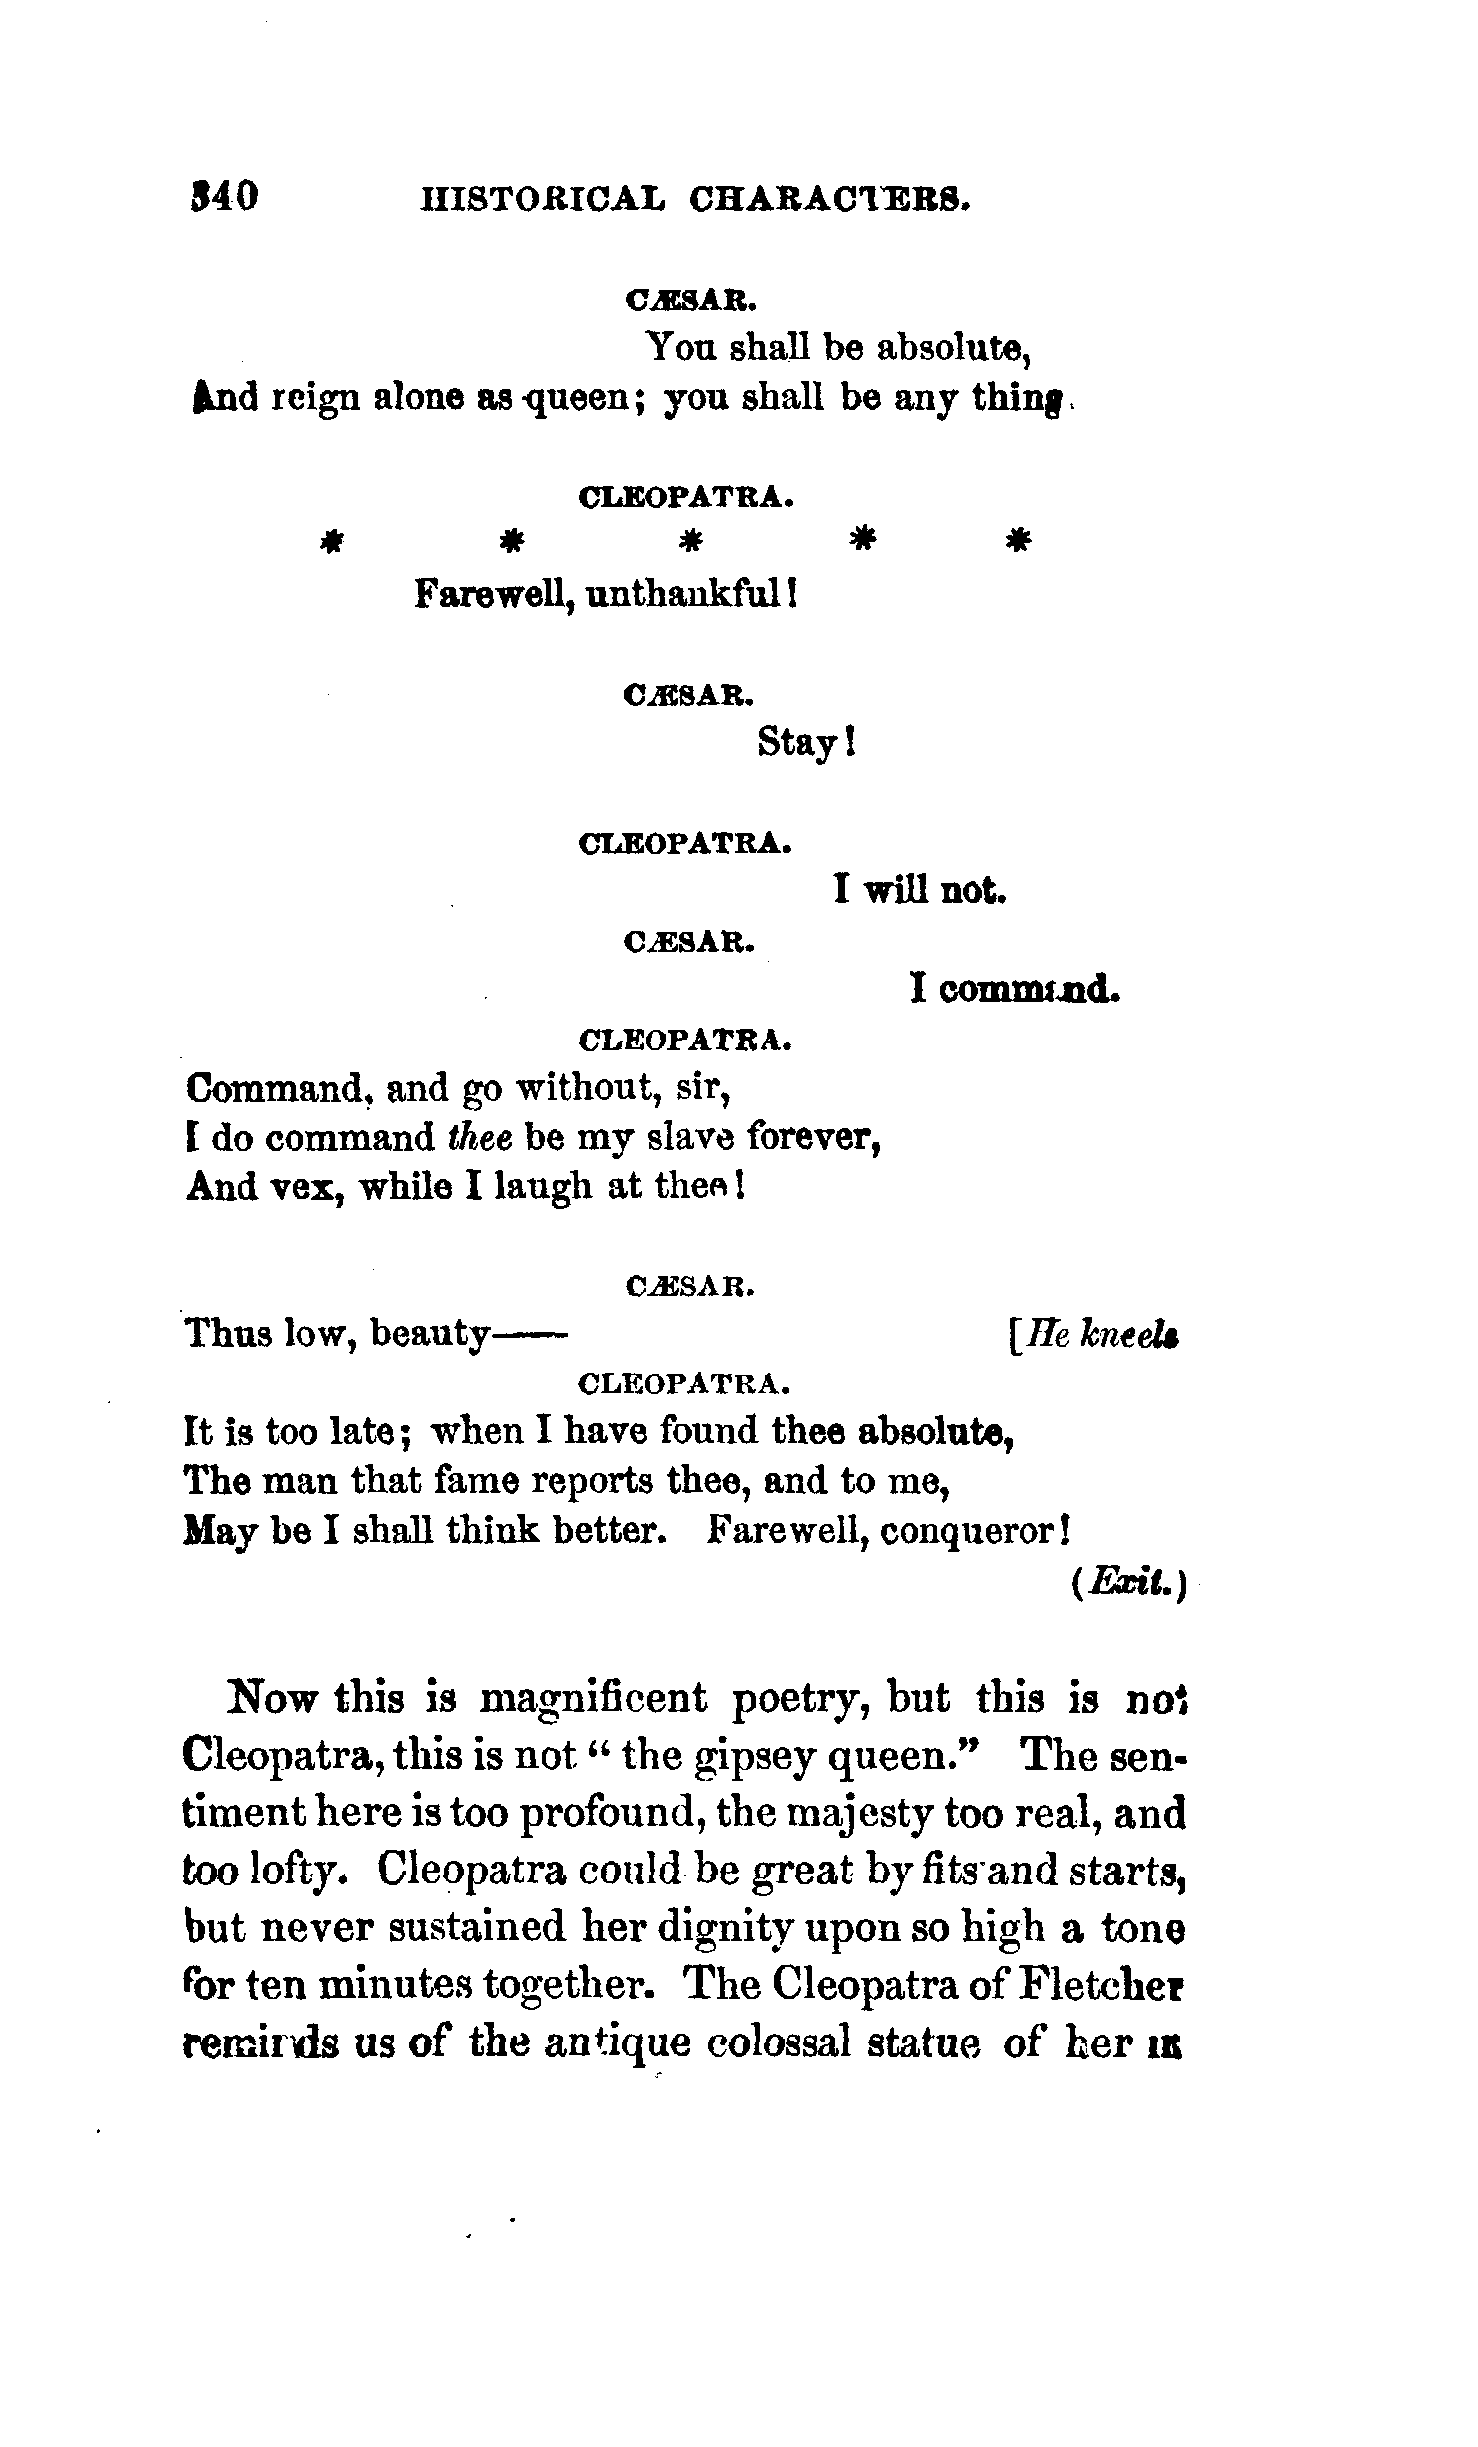 340 HISTORICAL CHARACTERS.
CÆSAR.
You shall be absolute,
And reign alone as queen; you shall be any thing.
CLEOPATRA.
* * * * *
Farewell, unthankful!
CÆSAR.
Stay!
CLEOPATRA.
I will not.
CÆSAR.
I command.
CLEOPATRA.
Command, and go without, sir,
I do command thee be my slave forever,
And vex, while I laugh at thee!
CÆSAR.
Thus low, beauty—— [He kneels
CLEOPATRA.
It is too late; when I have found thee absolute,
The man that fame reports thee, and to me,
May be I shall think better. Farewell, conqueror!
(Exit.)
Now this is magnificent poetry, but this is not
Cleopatra, this is not “ the gipsey queen.” The sen-
timent here is too profound, the majesty too real, and
too lofty. Cleopatra could be great by fits and starts,
but never sustained her dignity upon so high a tone
for ten minutes together. The Cleopatra of Fletcher
reminds us of the antique colossal statue of her in